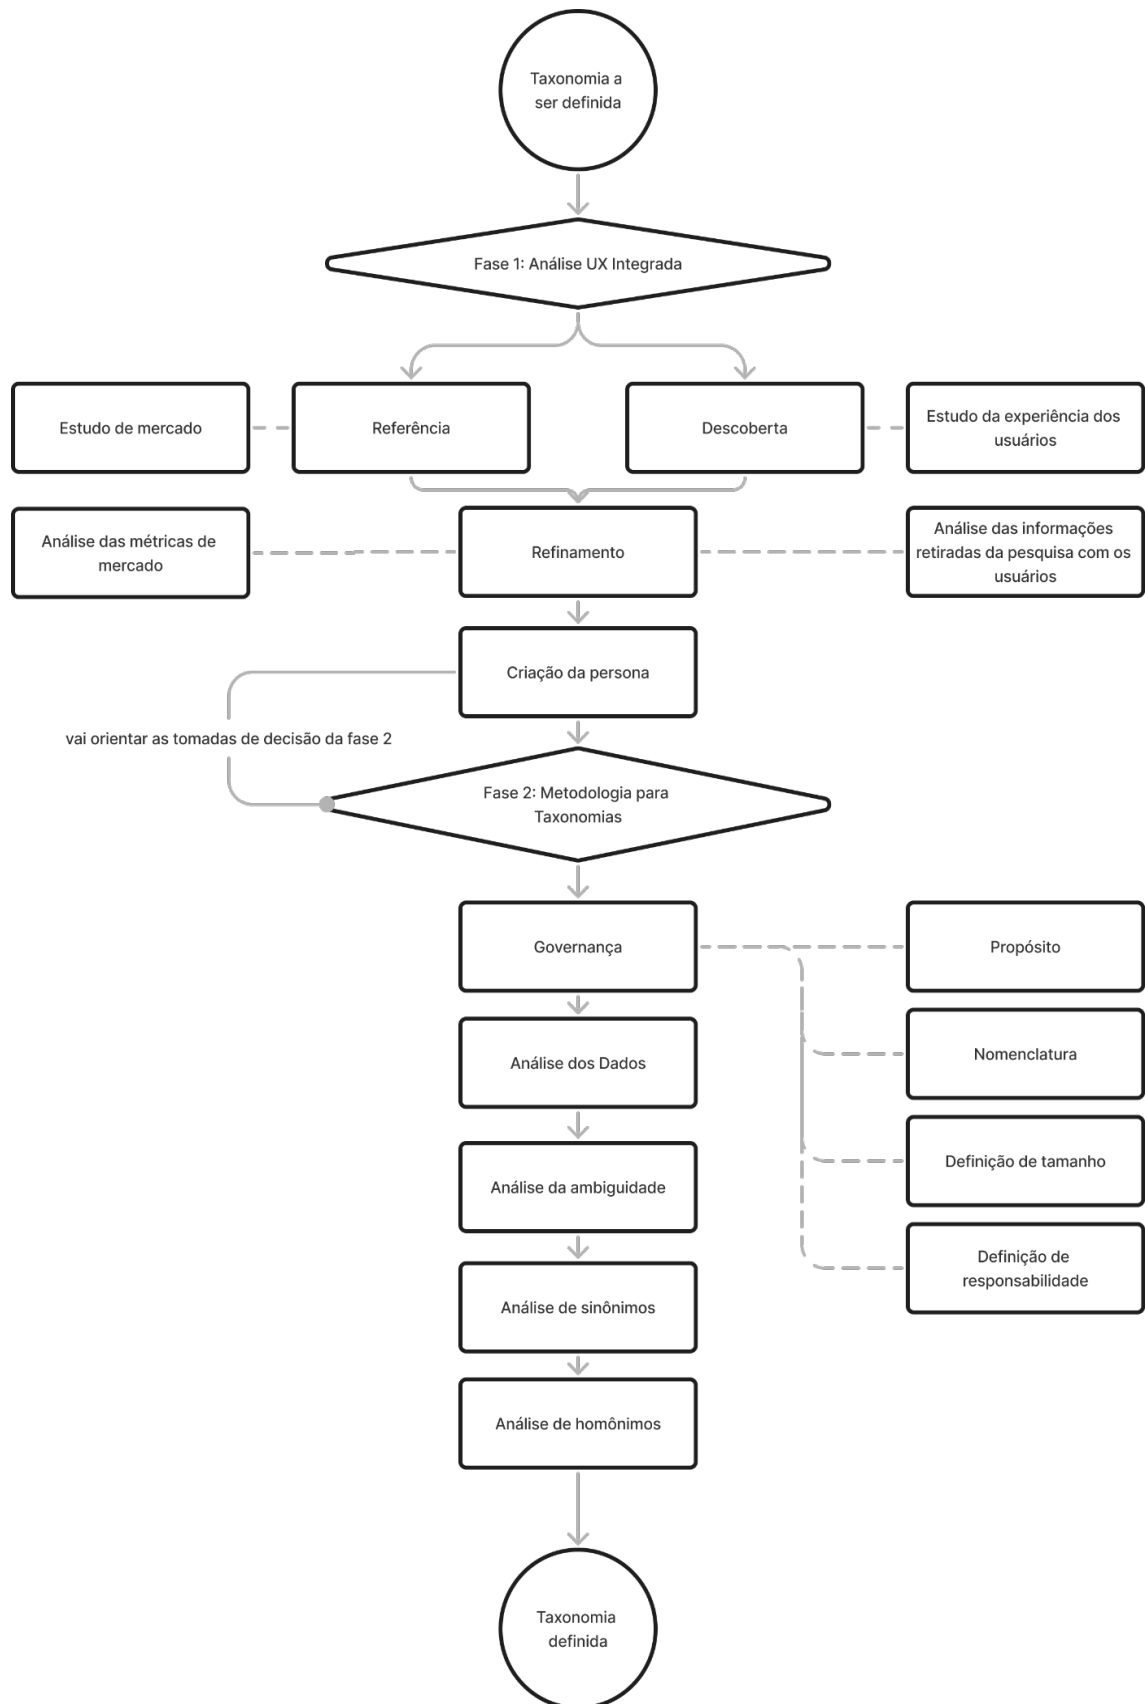 Taxonomia a
ser definida
Fase 1: Análise UX Integrada
Estudo de mercado
Referência
Descoberta
Estudo da experiência dos
usuários
Análise das métricas de
mercado
Refinamento
Análise das informações
retiradas da pesquisa com os
usuários
Criação da persona
vai orientar as tomadas de decisão da fase 2
Fase 2: Metodologia para
Taxonomias
Governança
Propósito
Análise dos Dados
Nomenclatura
Análise da ambiguidade
Definição de tamanho
Análise de sinônimos
Definição de
responsabilidade
Análise de homônimos
Taxonomia
definida